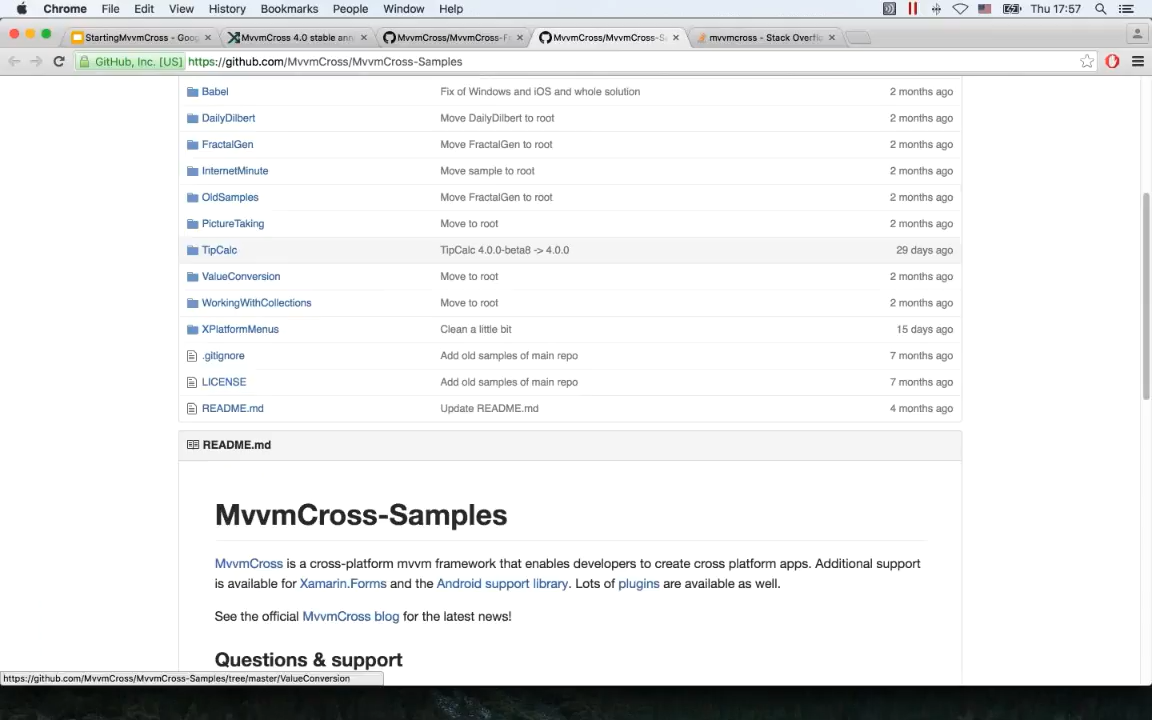 Chrome File Edit View History Bookmarks People Window Help Thu 17:57
StartingMvvmCross - Goog MvvmCross 4.0 stable ann MvvmCross/MvvmCross-F MvvmCross/MvvmCross-S mvvmcross - Stack Overfl
GitHub, Inc. [US] https://github.com/MvvmCross/MvvmCross-Samples
Babel Fix of Windows and iOS and whole solution 2 months ago
DailyDilbert Move DailyDilbert to root 2 months ago
FractalGen Move FractalGen to root 2 months ago
InternetMinute Move sample to root 2 months ago
OldSamples Move FractalGen to root 2 months ago
PictureTaking Move to root 2 months ago
TipCalc TipCalc 4.0.0-beta8 -> 4.0.0 29 days ago
ValueConversion Move to root 2 months ago
WorkingWithCollections Move to root 2 months ago
XPlatformMenus Clean a little bit 15 days ago
.gitignore Add old samples of main repo 7 months ago
LICENSE Add old samples of main repo 7 months ago
README.md Update README.md 4 months ago
README.md
MvvmCross-Samples
MvvmCross is a cross-platform mvvm framework that enables developers to create cross platform apps. Additional support
is available for Xamarin.Forms and the Android support library. Lots of plugins are available as well.
See the official MvvmCross blog for the latest news!
Questions & support
https://github.com/MvvmCross/MvvmCross-Samples/tree/master/ValueConversion